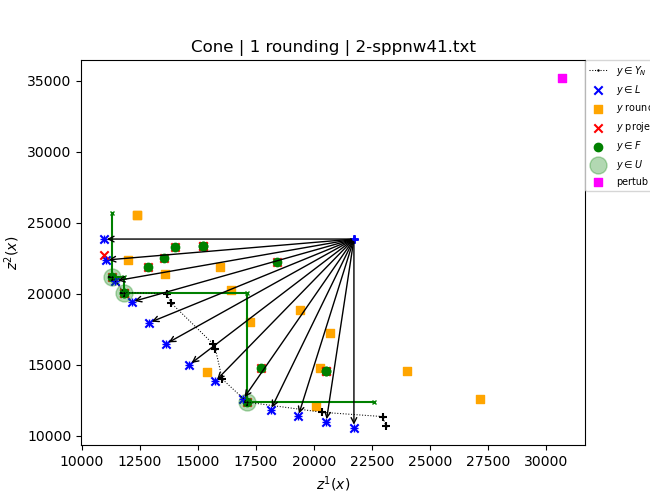 Cone | 1 rounding | 2-sppnw41.txt
35000
30000
25000
20000
15000
10000
z²(x)
10000 12500 15000 17500 20000 22500 25000 27500 30000
z¹(x)
y ∈ Y_N
y ∈ L
y roun
y proje
y ∈ F
y ∈ U
pertub